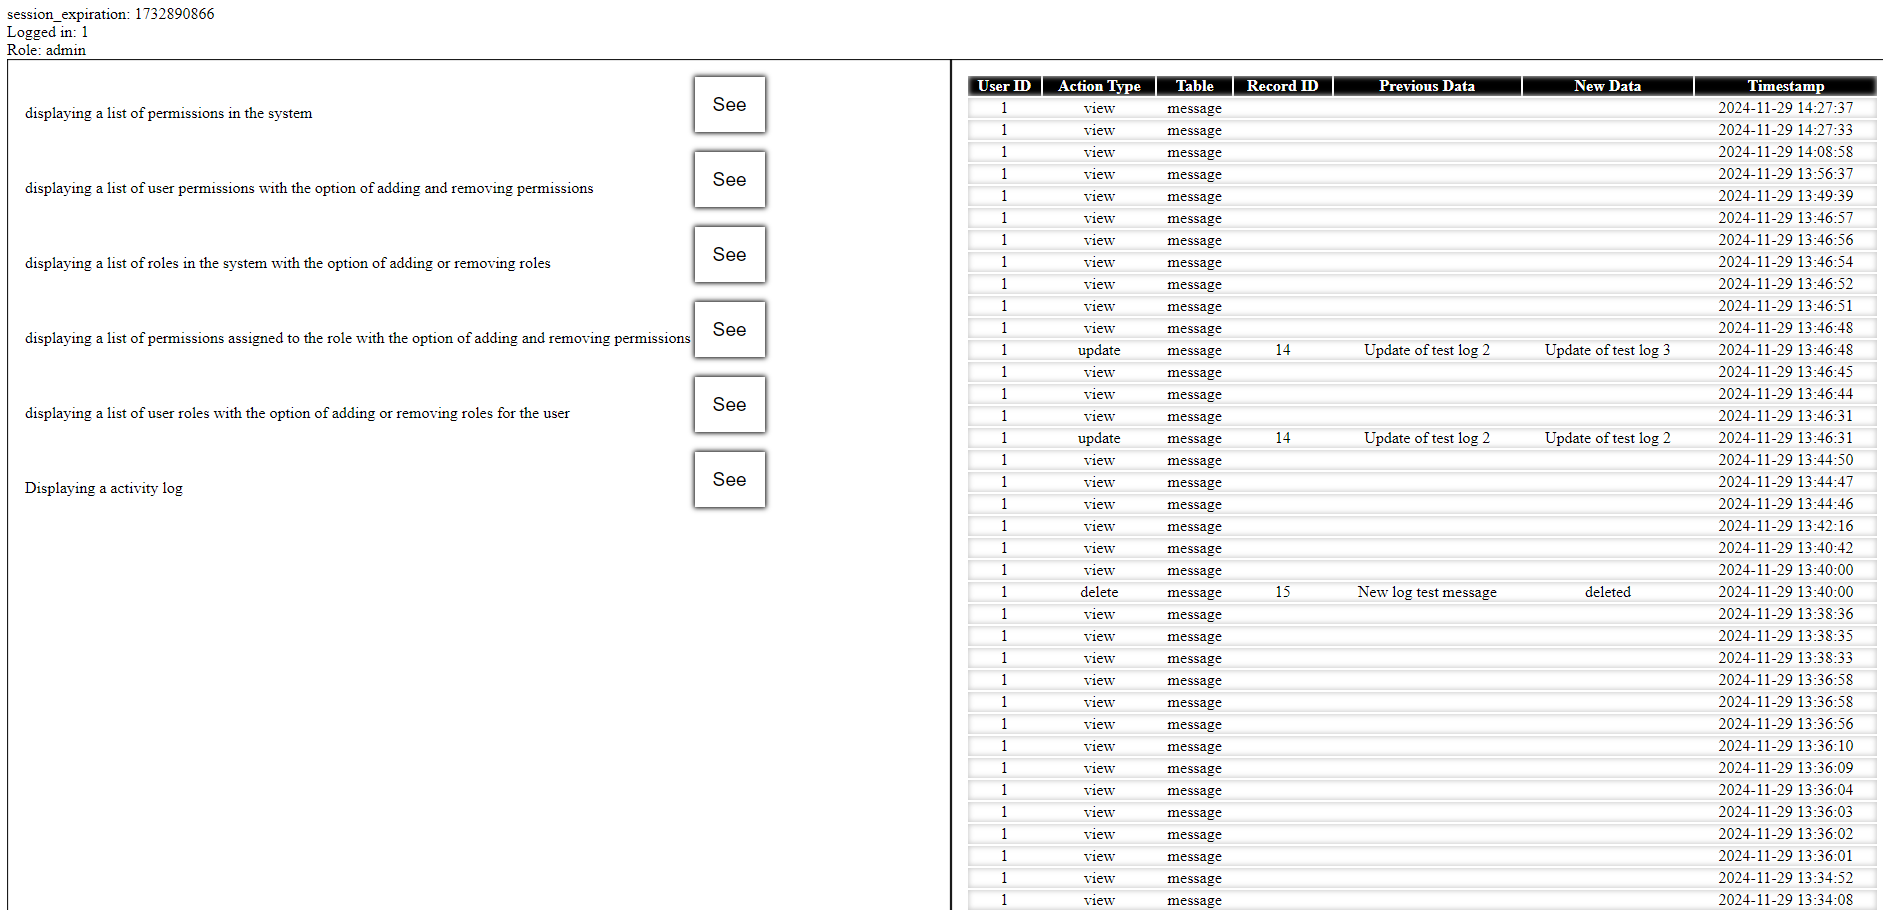 session_expiration: 1732890866
Logged in: 1
Role: admin
displaying a list of permissions in the system See
displaying a list of user permissions with the option of adding and removing permissions See
displaying a list of roles in the system with the option of adding or removing roles See
displaying a list of permissions assigned to the role with the option of adding and removing permissions See
displaying a list of user roles with the option of adding or removing roles for the user See
Displaying a activity log See
User ID Action Type Table Record ID Previous Data New Data Timestamp
1 view message 2024-11-29 14:27:37
1 view message 2024-11-29 14:27:33
1 view message 2024-11-29 14:08:58
1 view message 2024-11-29 13:56:37
1 view message 2024-11-29 13:49:39
1 view message 2024-11-29 13:46:57
1 view message 2024-11-29 13:46:56
1 view message 2024-11-29 13:46:54
1 view message 2024-11-29 13:46:52
1 view message 2024-11-29 13:46:51
1 view message 2024-11-29 13:46:48
1 update message 14 Update of test log 2 Update of test log 3 2024-11-29 13:46:48
1 view message 2024-11-29 13:46:45
1 view message 2024-11-29 13:46:44
1 view message 2024-11-29 13:46:31
1 update message 14 Update of test log 2 Update of test log 2 2024-11-29 13:46:31
1 view message 2024-11-29 13:44:50
1 view message 2024-11-29 13:44:47
1 view message 2024-11-29 13:44:46
1 view message 2024-11-29 13:42:16
1 view message 2024-11-29 13:40:42
1 view message 2024-11-29 13:40:00
1 delete message 15 New log test message deleted 2024-11-29 13:40:00
1 view message 2024-11-29 13:38:36
1 view message 2024-11-29 13:38:35
1 view message 2024-11-29 13:38:33
1 view message 2024-11-29 13:36:58
1 view message 2024-11-29 13:36:58
1 view message 2024-11-29 13:36:56
1 view message 2024-11-29 13:36:10
1 view message 2024-11-29 13:36:09
1 view message 2024-11-29 13:36:04
1 view message 2024-11-29 13:36:03
1 view message 2024-11-29 13:36:02
1 view message 2024-11-29 13:36:01
1 view message 2024-11-29 13:34:52
1 view message 2024-11-29 13:34:08